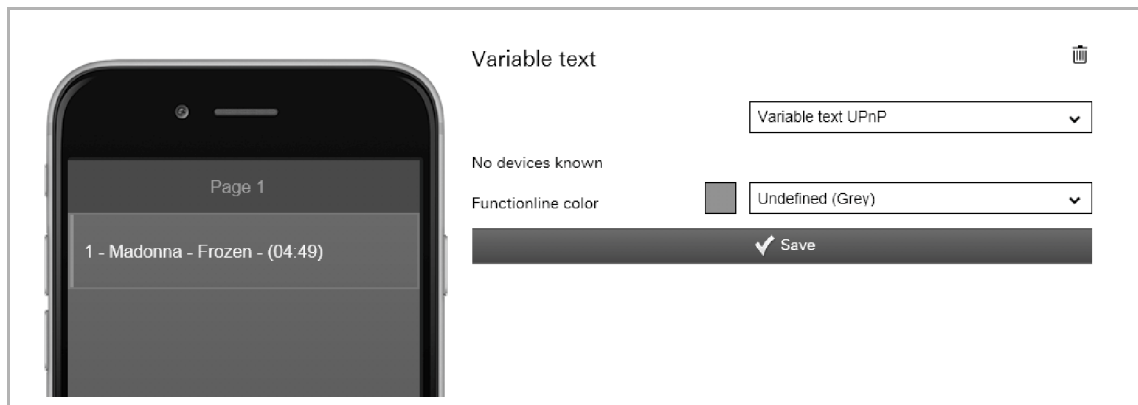 Variable text
Variable text UPnP
No devices known
Functionline color
Undefined (Grey)
Save
Page 1
1 - Madonna - Frozen - (04:49)